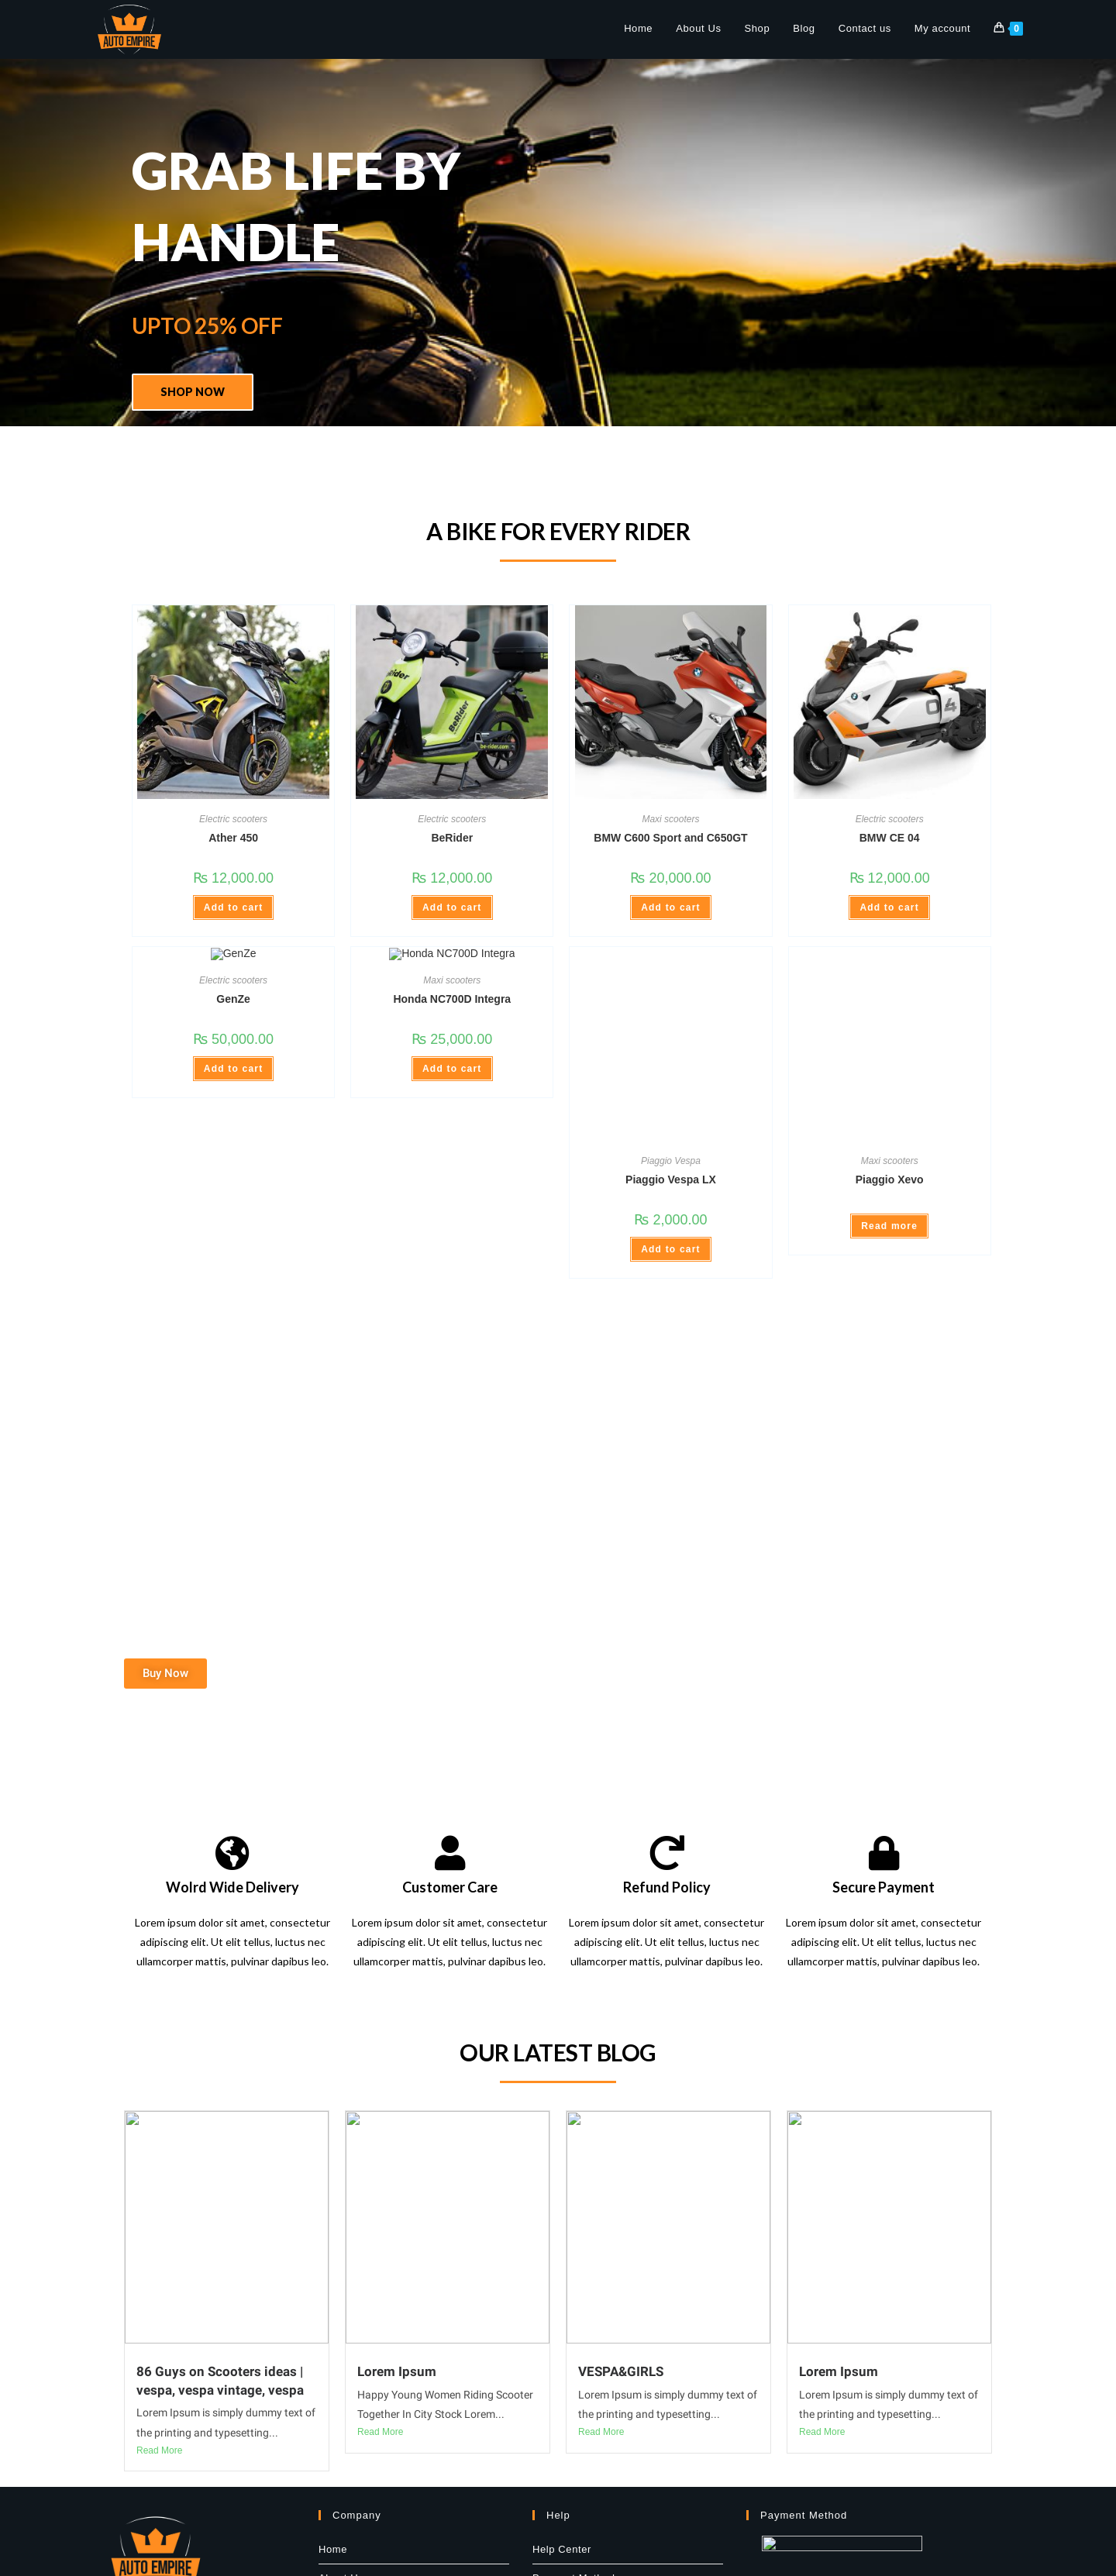 AUTO EMPIRE
Home About Us Shop Blog Contact us My account 0
GRAB LIFE BY
HANDLE
UPTO 25% OFF
SHOP NOW
A BIKE FOR EVERY RIDER
BeRider
BeRider
be-rider.com
04
Electric scooters
Ather 450
₨ 12,000.00
Add to cart
Electric scooters
BeRider
₨ 12,000.00
Add to cart
Maxi scooters
BMW C600 Sport and C650GT
₨ 20,000.00
Add to cart
Electric scooters
BMW CE 04
₨ 12,000.00
Add to cart
GenZe
Electric scooters
GenZe
₨ 50,000.00
Add to cart
Honda NC700D Integra
Maxi scooters
Honda NC700D Integra
₨ 25,000.00
Add to cart
Piaggio Vespa
Piaggio Vespa LX
₨ 2,000.00
Add to cart
Maxi scooters
Piaggio Xevo
Read more
Buy Now
Wolrd Wide Delivery
Lorem ipsum dolor sit amet, consectetur
adipiscing elit. Ut elit tellus, luctus nec
ullamcorper mattis, pulvinar dapibus leo.
Customer Care
Lorem ipsum dolor sit amet, consectetur
adipiscing elit. Ut elit tellus, luctus nec
ullamcorper mattis, pulvinar dapibus leo.
Refund Policy
Lorem ipsum dolor sit amet, consectetur
adipiscing elit. Ut elit tellus, luctus nec
ullamcorper mattis, pulvinar dapibus leo.
Secure Payment
Lorem ipsum dolor sit amet, consectetur
adipiscing elit. Ut elit tellus, luctus nec
ullamcorper mattis, pulvinar dapibus leo.
OUR LATEST BLOG
86 Guys on Scooters ideas |
vespa, vespa vintage, vespa
Lorem Ipsum is simply dummy text of
the printing and typesetting...
Read More
Lorem Ipsum
Happy Young Women Riding Scooter
Together In City Stock Lorem...
Read More
VESPA&GIRLS
Lorem Ipsum is simply dummy text of
the printing and typesetting...
Read More
Lorem Ipsum
Lorem Ipsum is simply dummy text of
the printing and typesetting...
Read More
AUTO EMPIRE
Company
Home
Help
Help Center
Payment Method